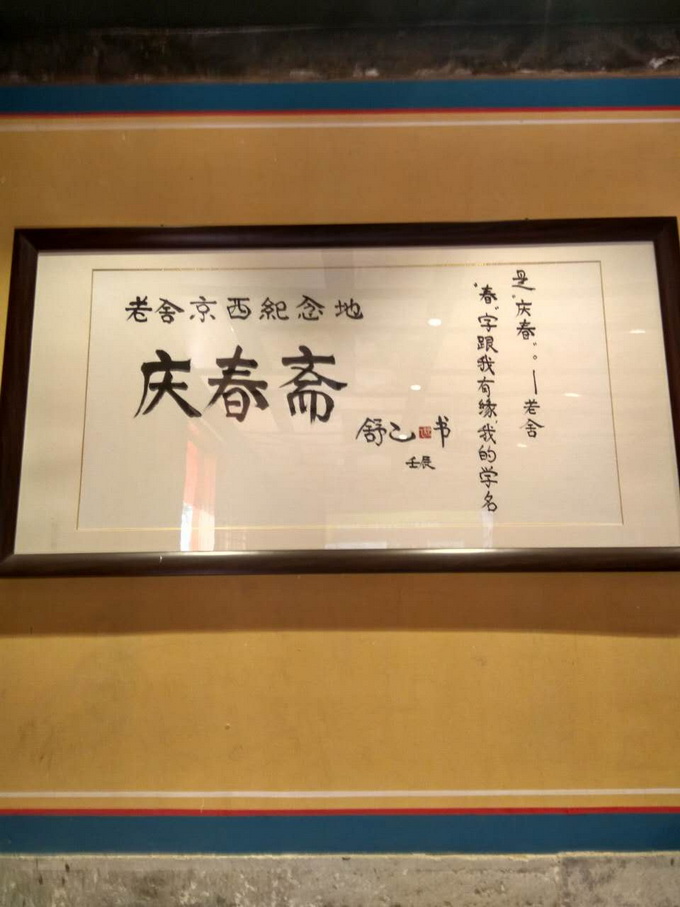 老舍京西纪念地
庆春斋
舒乙书
壬辰
"春"字跟我有缘,我的学名
是"庆春"。—老舍